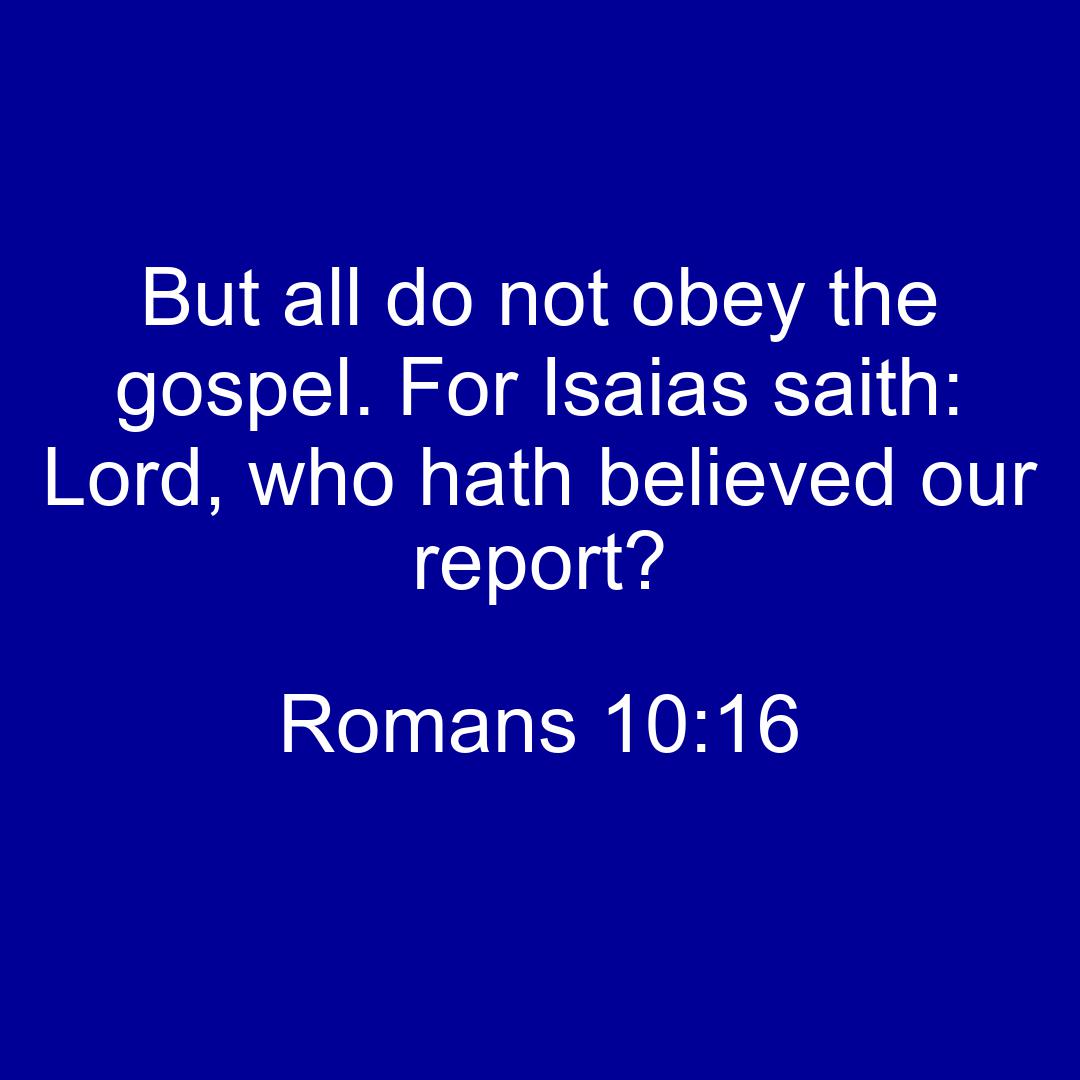 But all do not obey the
gospel. For Isaias saith:
Lord, who hath believed our
report?
Romans 10:16